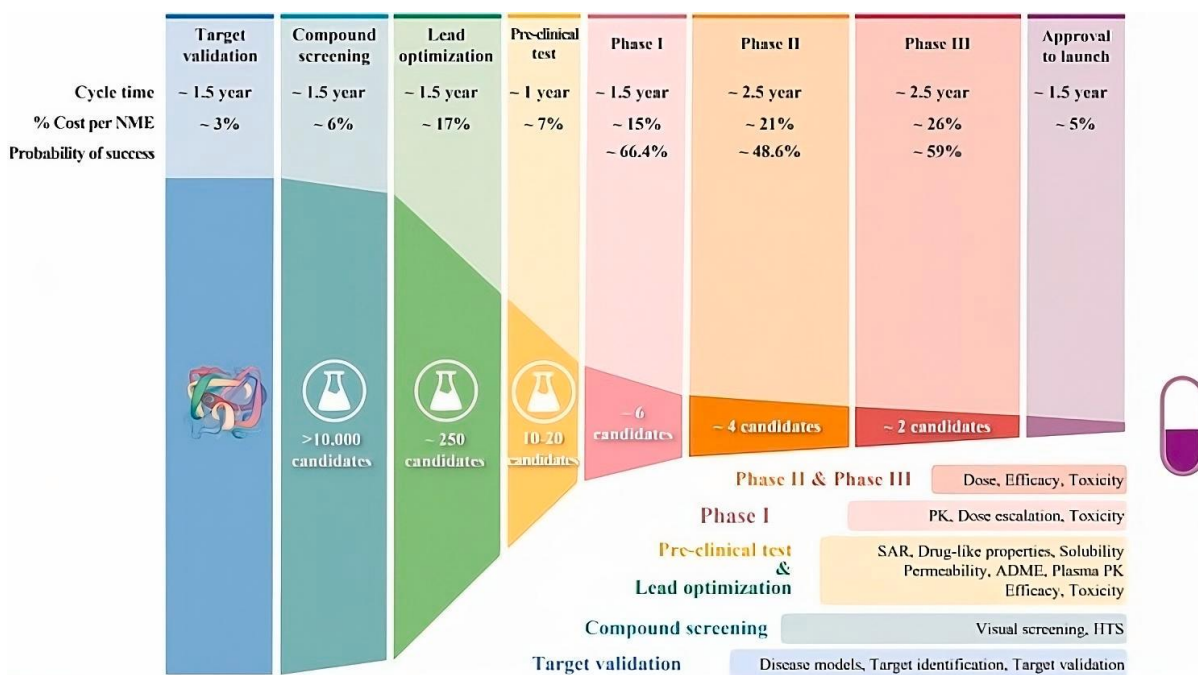 Target validation
Compound screening
Lead optimization
Pre-clinical test
Phase I
Phase II
Phase III
Approval to launch
Cycle time ~ 1.5 year ~ 1.5 year ~ 1.5 year ~ 1 year ~ 1.5 year ~ 2.5 year ~ 2.5 year ~ 1.5 year
% Cost per NME ~ 3% ~ 6% ~ 17% ~ 7% ~ 15% ~ 21% ~ 26% ~ 5%
Probability of success ~ 66.4% ~ 48.6% ~ 59%
>10,000
candidates
~ 250
candidates
10-20
candidates
~ 6
candidates
~ 4 candidates
~ 2 candidates
Phase II & Phase III Dose, Efficacy, Toxicity
Phase I PK, Dose escalation, Toxicity
Pre-clinical test
&
Lead optimization
SAR, Drug-like properties, Solubility
Permeability, ADME, Plasma PK
Efficacy, Toxicity
Compound screening Visual screening, HTS
Target validation Disease models, Target identification, Target validation